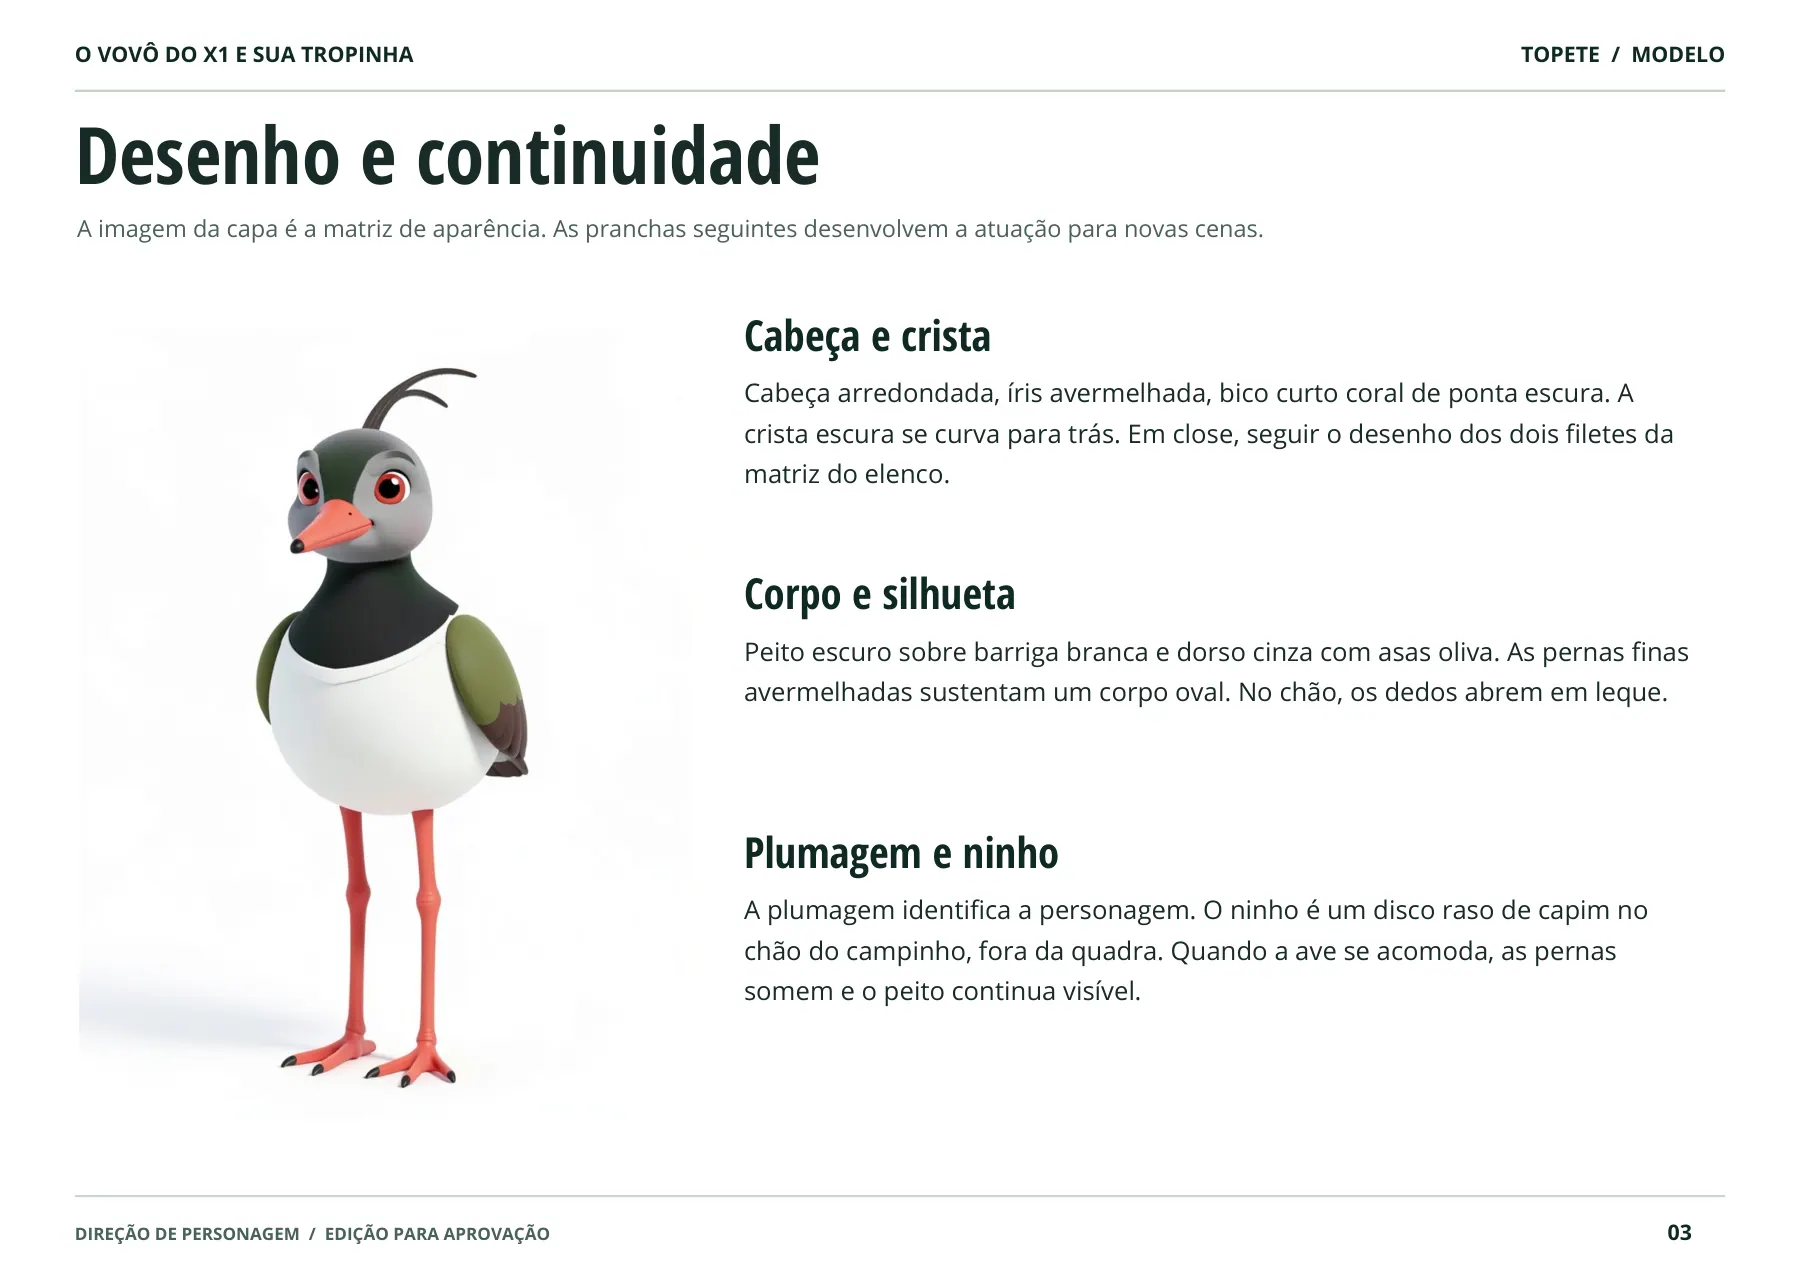 O VOVÔ DO X1 E SUA TROPINHA
TOPETE / MODELO
Desenho e continuidade
A imagem da capa é a matriz de aparência. As pranchas seguintes desenvolvem a atuação para novas cenas.
Cabeça e crista
Cabeça arredondada, íris avermelhada, bico curto coral de ponta escura. A
crista escura se curva para trás. Em close, seguir o desenho dos dois filetes da
matriz do elenco.
Corpo e silhueta
Peito escuro sobre barriga branca e dorso cinza com asas oliva. As pernas finas
avermelhadas sustentam um corpo oval. No chão, os dedos abrem em leque.
Plumagem e ninho
A plumagem identifica a personagem. O ninho é um disco raso de capim no
chão do campinho, fora da quadra. Quando a ave se acomoda, as pernas
somem e o peito continua visível.
DIREÇÃO DE PERSONAGEM / EDIÇÃO PARA APROVAÇÃO
03